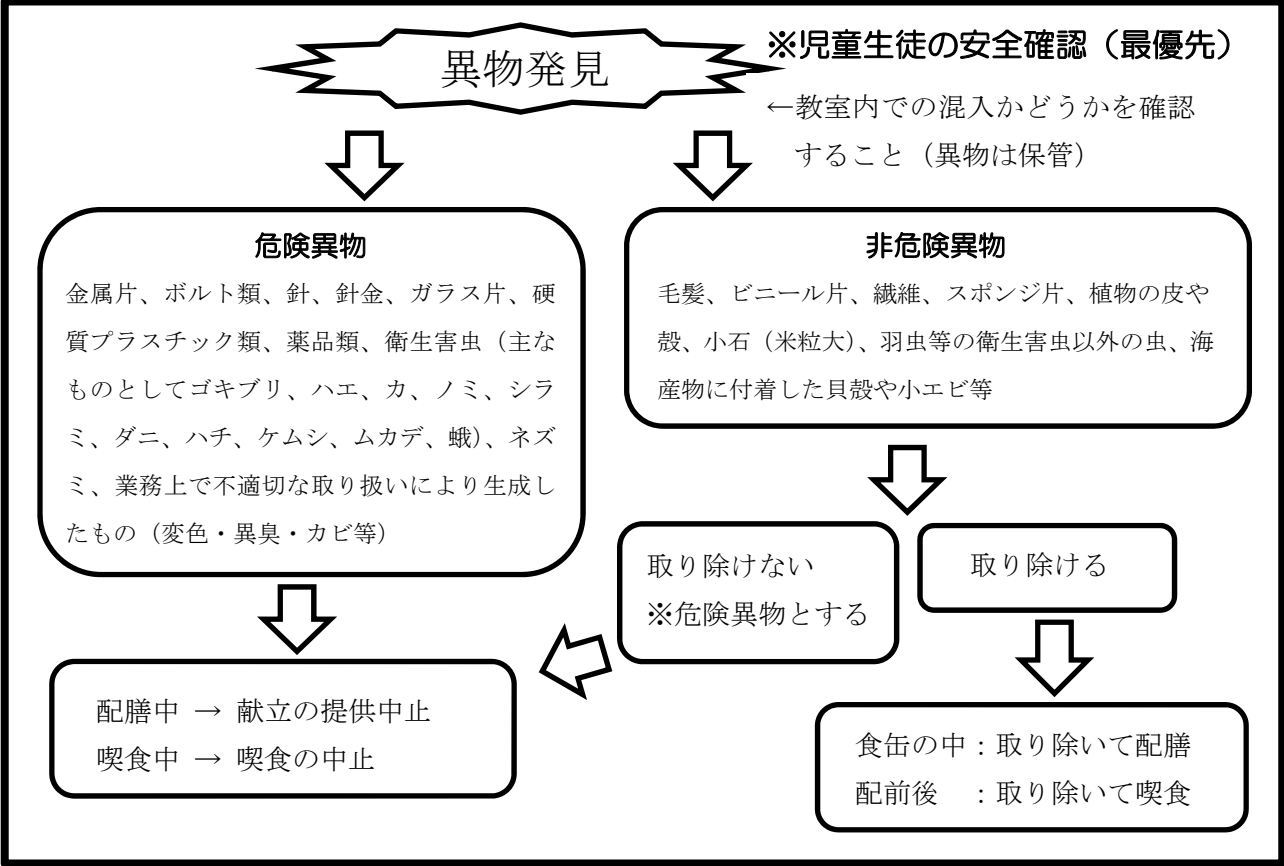 異物発見
※児童生徒の安全確認（最優先）
←教室内での混入かどうかを確認
すること（異物は保管）
危険異物
金属片、ボルト類、針、針金、ガラス片、硬
質プラスチック類、薬品類、衛生害虫（主な
ものとしてゴキブリ、ハエ、カ、ノミ、シラ
ミ、ダニ、ハチ、ケムシ、ムカデ、蛾）、ネズ
ミ、業務上で不適切な取り扱いにより生成し
たもの（変色・異臭・カビ等）
非危険異物
毛髪、ビニール片、繊維、スポンジ片、植物の皮や
殻、小石（米粒大）、羽虫等の衛生害虫以外の虫、海
産物に付着した貝殻や小エビ等
取り除けない
※危険異物とする
取り除ける
配膳中 → 献立の提供中止
喫食中 → 喫食の中止
食缶の中：取り除いて配膳
配前後　：取り除いて喫食